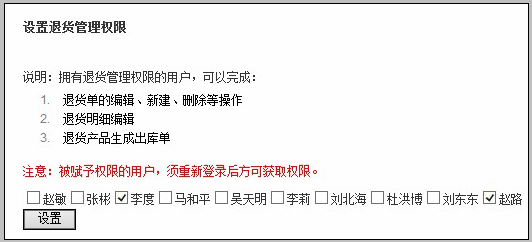 设置退货管理权限
说明：拥有退货管理权限的用户，可以完成：
1. 退货单的编辑、新建、删除等操作
2. 退货明细编辑
3. 退货产品生成出库单
注意：被赋予权限的用户，须重新登录后方可获取权限。
赵敏 张彬 李度 马和平 吴天明 李莉 刘北海 杜洪博 刘东东 赵路
设置